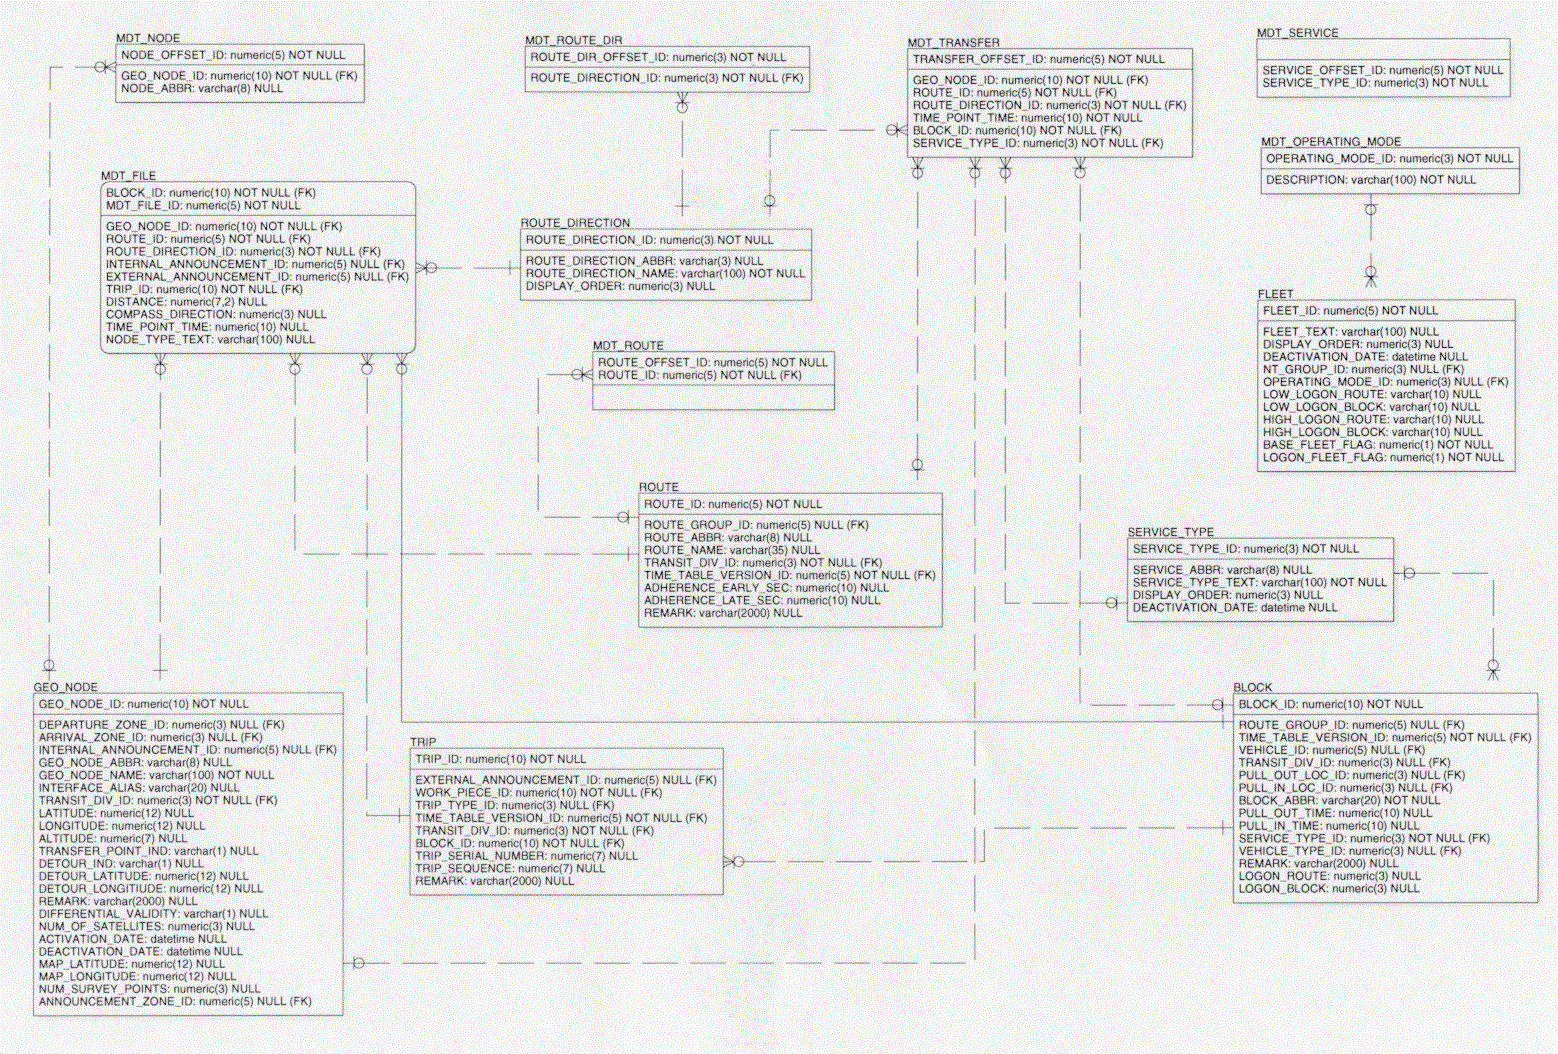 MDT_NODE
NODE_OFFSET_ID: numeric(5) NOT NULL
GEO_NODE_ID: numeric(10) NOT NULL (FK)
NODE_ABBR: varchar(8) NULL
MDT_ROUTE_DIR
ROUTE_DIR_OFFSET_ID: numeric(3) NOT NULL
ROUTE_DIRECTION_ID: numeric(3) NOT NULL (FK)
MDT_TRANSFER
TRANSFER_OFFSET_ID: numeric(5) NOT NULL
GEO_NODE_ID: numeric(10) NOT NULL (FK)
ROUTE_ID: numeric(5) NOT NULL (FK)
ROUTE_DIRECTION_ID: numeric(3) NOT NULL (FK)
TIME_POINT_TIME: numeric(10) NOT NULL
BLOCK_ID: numeric(10) NOT NULL (FK)
SERVICE_TYPE_ID: numeric(3) NOT NULL (FK)
MDT_SERVICE
SERVICE_OFFSET_ID: numeric(5) NOT NULL
SERVICE_TYPE_ID: numeric(3) NOT NULL
MDT_OPERATING_MODE
OPERATING_MODE_ID: numeric(3) NOT NULL
DESCRIPTION: varchar(100) NOT NULL
MDT_FILE
BLOCK_ID: numeric(10) NOT NULL (FK)
MDT_FILE_ID: numeric(5) NOT NULL
GEO_NODE_ID: numeric(10) NOT NULL (FK)
ROUTE_ID: numeric(5) NOT NULL (FK)
ROUTE_DIRECTION_ID: numeric(3) NOT NULL (FK)
INTERNAL_ANNOUNCEMENT_ID: numeric(5) NULL (FK)
EXTERNAL_ANNOUNCEMENT_ID: numeric(5) NULL (FK)
TRIP_ID: numeric(10) NOT NULL (FK)
DISTANCE: numeric(7,2) NULL
COMPASS_DIRECTION: numeric(3) NULL
TIME_POINT_TIME: numeric(10) NULL
NODE_TYPE_TEXT: varchar(100) NULL
ROUTE_DIRECTION
ROUTE_DIRECTION_ID: numeric(3) NOT NULL
ROUTE_DIRECTION_ABBR: varchar(3) NULL
ROUTE_DIRECTION_NAME: varchar(100) NOT NULL
DISPLAY_ORDER: numeric(3) NULL
FLEET
FLEET_ID: numeric(5) NOT NULL
FLEET_TEXT: varchar(100) NULL
DISPLAY_ORDER: numeric(3) NULL
DEACTIVATION_DATE: datetime NULL
NT_GROUP_ID: numeric(3) NULL (FK)
OPERATING_MODE_ID: numeric(3) NULL (FK)
LOW_LOGON_ROUTE: varchar(10) NULL
LOW_LOGON_BLOCK: varchar(10) NULL
HIGH_LOGON_ROUTE: varchar(10) NULL
HIGH_LOGON_BLOCK: varchar(10) NULL
BASE_FLEET_FLAG: numeric(1) NOT NULL
LOGON_FLEET_FLAG: numeric(1) NOT NULL
MDT_ROUTE
ROUTE_OFFSET_ID: numeric(5) NOT NULL
ROUTE_ID: numeric(5) NOT NULL (FK)
ROUTE
ROUTE_ID: numeric(5) NOT NULL
ROUTE_GROUP_ID: numeric(5) NULL (FK)
ROUTE_ABBR: varchar(8) NULL
ROUTE_NAME: varchar(35) NULL
TRANSIT_DIV_ID: numeric(3) NOT NULL (FK)
TIME_TABLE_VERSION_ID: numeric(5) NOT NULL (FK)
ADHERENCE_EARLY_SEC: numeric(10) NULL
ADHERENCE_LATE_SEC: numeric(10) NULL
REMARK: varchar(2000) NULL
SERVICE_TYPE
SERVICE_TYPE_ID: numeric(3) NOT NULL
SERVICE_ABBR: varchar(8) NULL
SERVICE_TYPE_TEXT: varchar(100) NOT NULL
DISPLAY_ORDER: numeric(3) NULL
DEACTIVATION_DATE: datetime NULL
GEO_NODE
GEO_NODE_ID: numeric(10) NOT NULL
DEPARTURE_ZONE_ID: numeric(3) NULL (FK)
ARRIVAL_ZONE_ID: numeric(3) NULL (FK)
INTERNAL_ANNOUNCEMENT_ID: numeric(5) NULL (FK)
GEO_NODE_ABBR: varchar(8) NULL
GEO_NODE_NAME: varchar(100) NOT NULL
INTERFACE_ALIAS: varchar(20) NULL
TRANSIT_DIV_ID: numeric(3) NOT NULL (FK)
LATITUDE: numeric(12) NULL
LONGITUDE: numeric(12) NULL
ALTITUDE: numeric(7) NULL
TRANSFER_POINT_IND: varchar(1) NULL
DETOUR_IND: varchar(1) NULL
DETOUR_LATITUDE: numeric(12) NULL
DETOUR_LONGITIUDE: numeric(12) NULL
REMARK: varchar(2000) NULL
DIFFERENTIAL_VALIDITY: varchar(1) NULL
NUM_OF_SATELLITES: numeric(3) NULL
ACTIVATION_DATE: datetime NULL
DEACTIVATION_DATE: datetime NULL
MAP_LATITUDE: numeric(12) NULL
MAP_LONGITUDE: numeric(12) NULL
NUM_SURVEY_POINTS: numeric(3) NULL
ANNOUNCEMENT_ZONE_ID: numeric(5) NULL (FK)
TRIP
TRIP_ID: numeric(10) NOT NULL
EXTERNAL_ANNOUNCEMENT_ID: numeric(5) NULL (FK)
WORK_PIECE_ID: numeric(10) NOT NULL (FK)
TRIP_TYPE_ID: numeric(3) NULL (FK)
TIME_TABLE_VERSION_ID: numeric(5) NOT NULL (FK)
TRANSIT_DIV_ID: numeric(3) NOT NULL (FK)
BLOCK_ID: numeric(10) NOT NULL (FK)
TRIP_SERIAL_NUMBER: numeric(7) NULL
TRIP_SEQUENCE: numeric(7) NULL
REMARK: varchar(2000) NULL
BLOCK
BLOCK_ID: numeric(10) NOT NULL
ROUTE_GROUP_ID: numeric(5) NULL (FK)
TIME_TABLE_VERSION_ID: numeric(5) NOT NULL (FK)
VEHICLE_ID: numeric(5) NULL (FK)
TRANSIT_DIV_ID: numeric(3) NULL (FK)
PULL_OUT_LOC_ID: numeric(3) NULL (FK)
PULL_IN_LOC_ID: numeric(3) NULL (FK)
BLOCK_ABBR: varchar(20) NOT NULL
PULL_OUT_TIME: numeric(10) NULL
PULL_IN_TIME: numeric(10) NULL
SERVICE_TYPE_ID: numeric(3) NOT NULL (FK)
VEHICLE_TYPE_ID: numeric(3) NULL (FK)
REMARK: varchar(2000) NULL
LOGON_ROUTE: numeric(3) NULL
LOGON_BLOCK: numeric(3) NULL